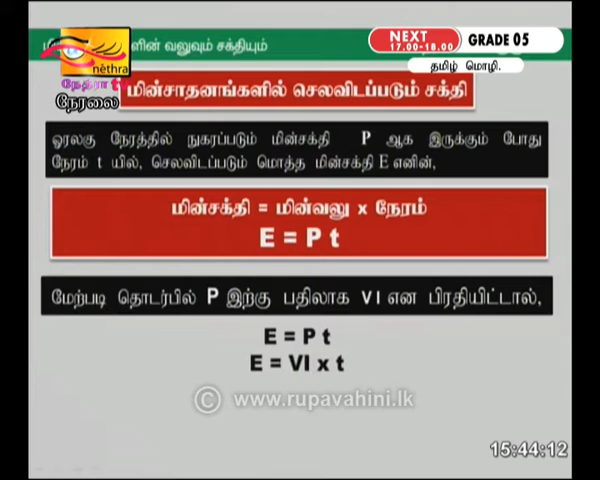 ளின் வலுவும் சக்தியும்
NEXT
17.00-18.00
GRADE 05
தமிழ் மொழி.
nethra
நேத்ரா tv
நேரலை
மின்சாதனங்களில் செலவிடப்படும் சக்தி
ஓரலகு நேரத்தில் நுகரப்படும் மின்சக்தி P ஆக இருக்கும் போது
நேரம் t யில், செலவிடப்படும் மொத்த மின்சக்தி E எனின்,
மின்சக்தி = மின்வலு x நேரம்
E = P t
மேற்படி தொடர்பில் P இற்கு பதிலாக V I என பிரதியிட்டால்,
E = P t
E = VI x t
© www.rupavahini.lk
15:44:12